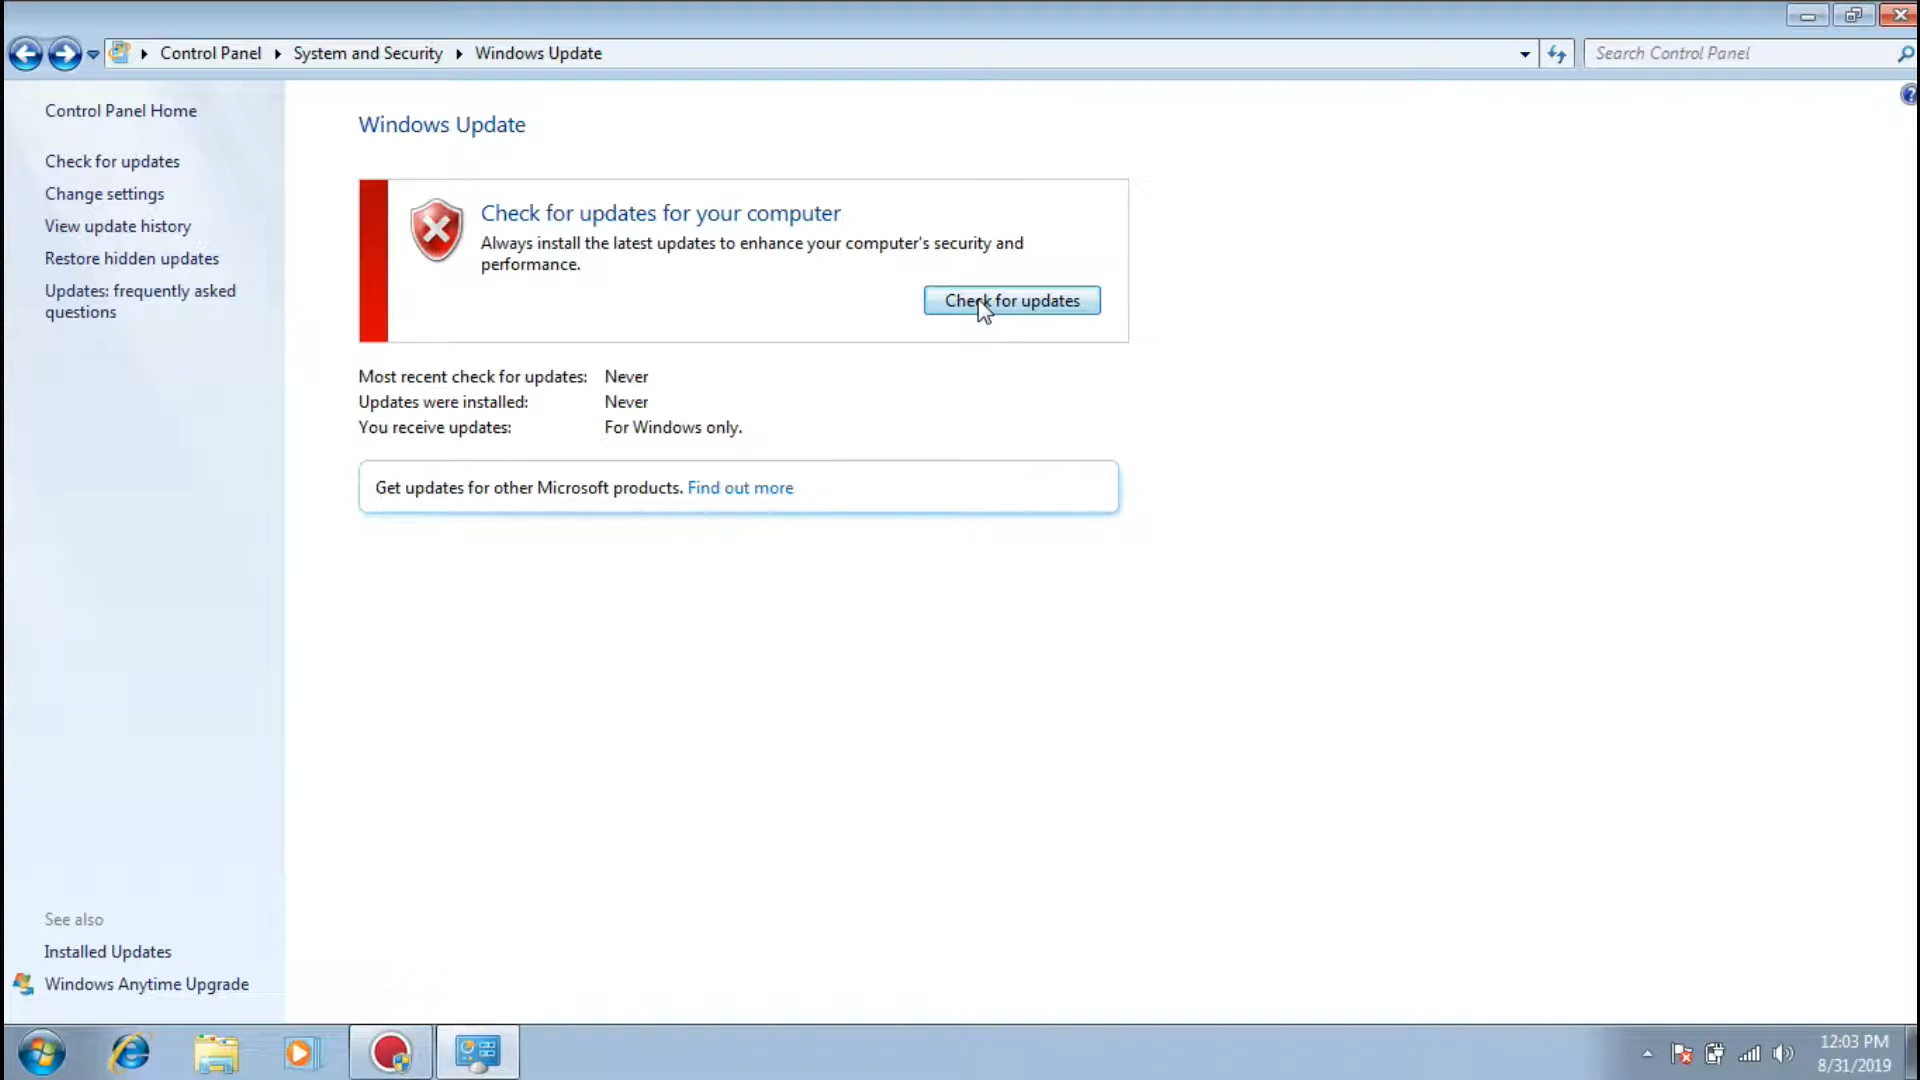 Control Panel
System and Security
Windows Update
Search Control Panel
Control Panel Home
Check for updates
Change settings
View update history
Restore hidden updates
Updates: frequently asked
questions
Windows Update
Check for updates for your computer
Always install the latest updates to enhance your computer's security and
performance.
Check for updates
Most recent check for updates: Never
Updates were installed: Never
You receive updates: For Windows only.
Get updates for other Microsoft products. Find out more
See also
Installed Updates
Windows Anytime Upgrade
12:03 PM
8/31/2019